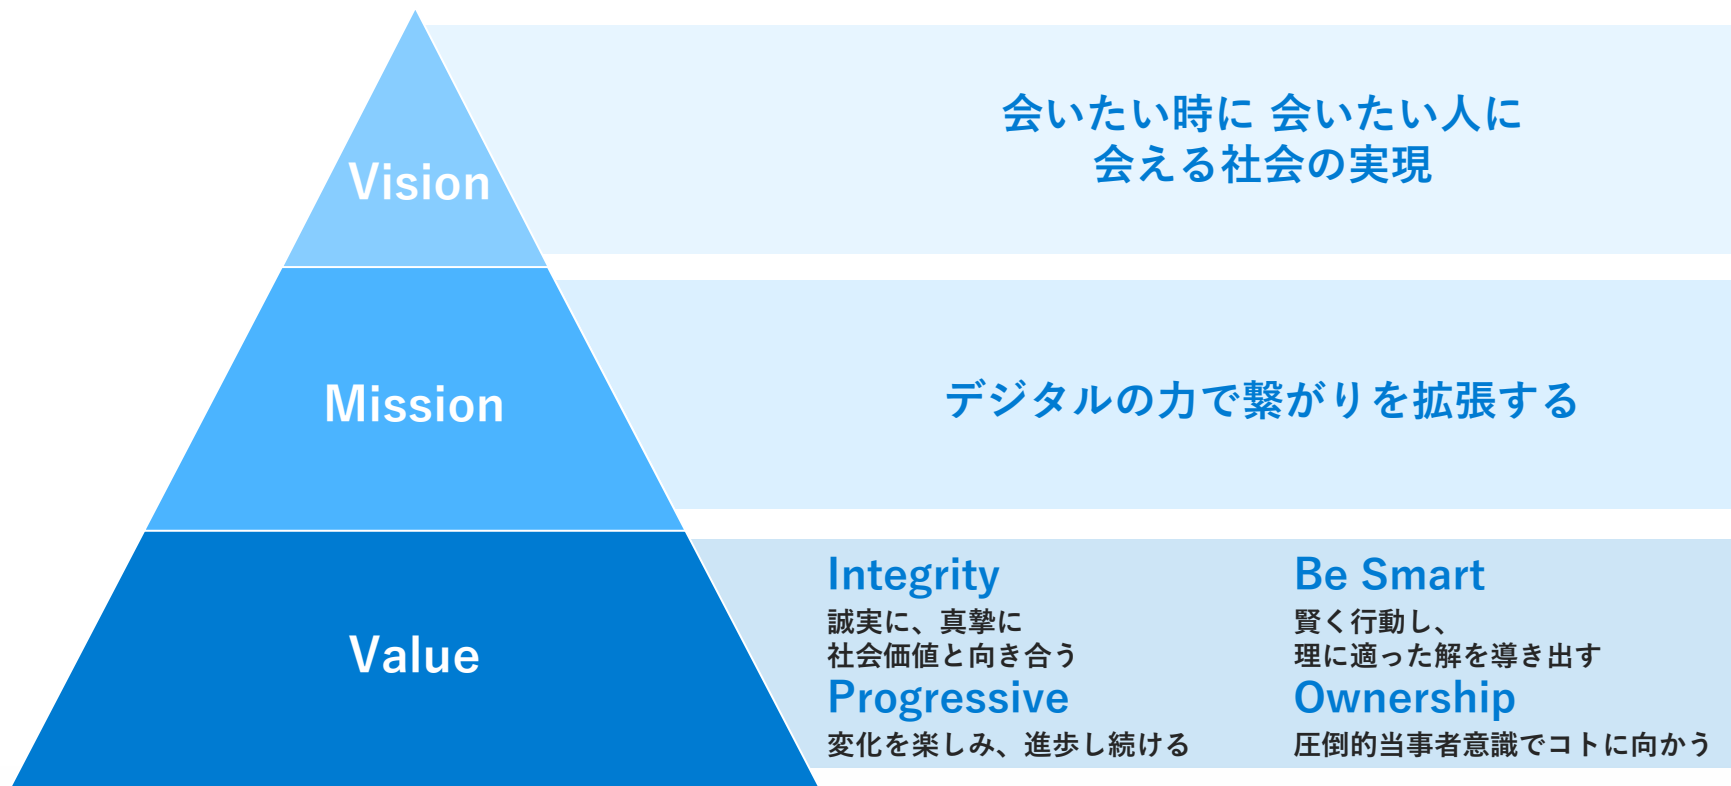 Vision
会いたい時に 会いたい人に
会える社会の実現
Mission
デジタルの力で繋がりを拡張する
Value
Integrity
誠実に、真摯に
社会価値と向き合う
Be Smart
賢く行動し、
理に適った解を導き出す
Progressive
変化を楽しみ、進歩し続ける
Ownership
圧倒的当事者意識でコトに向かう